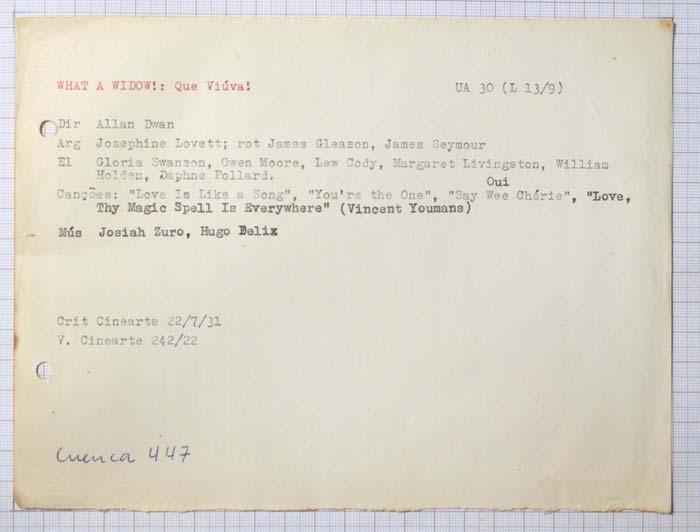 WHAT A WIDOW!: Que Viúva! UA 30 (L 13/9)
Dir Allan Dwan
Arg Josephine Lovett; rot James Gleason, James Seymour
El Gloria Swanson, Owen Moore, Lew Cody, Margaret Livingston, William
Holden, Daphne Pollard.
Oui
Canções: "Love Is Like a Song", "You're the One", "Say Wee Chérie", "Love,
Thy Magic Spell Is Everywhere" (Vincent Youmans)
Mús Josiah Zuro, Hugo Delix
Crit Cinearte 22/7/31
V. Cinearte 242/22
Cuenca 447